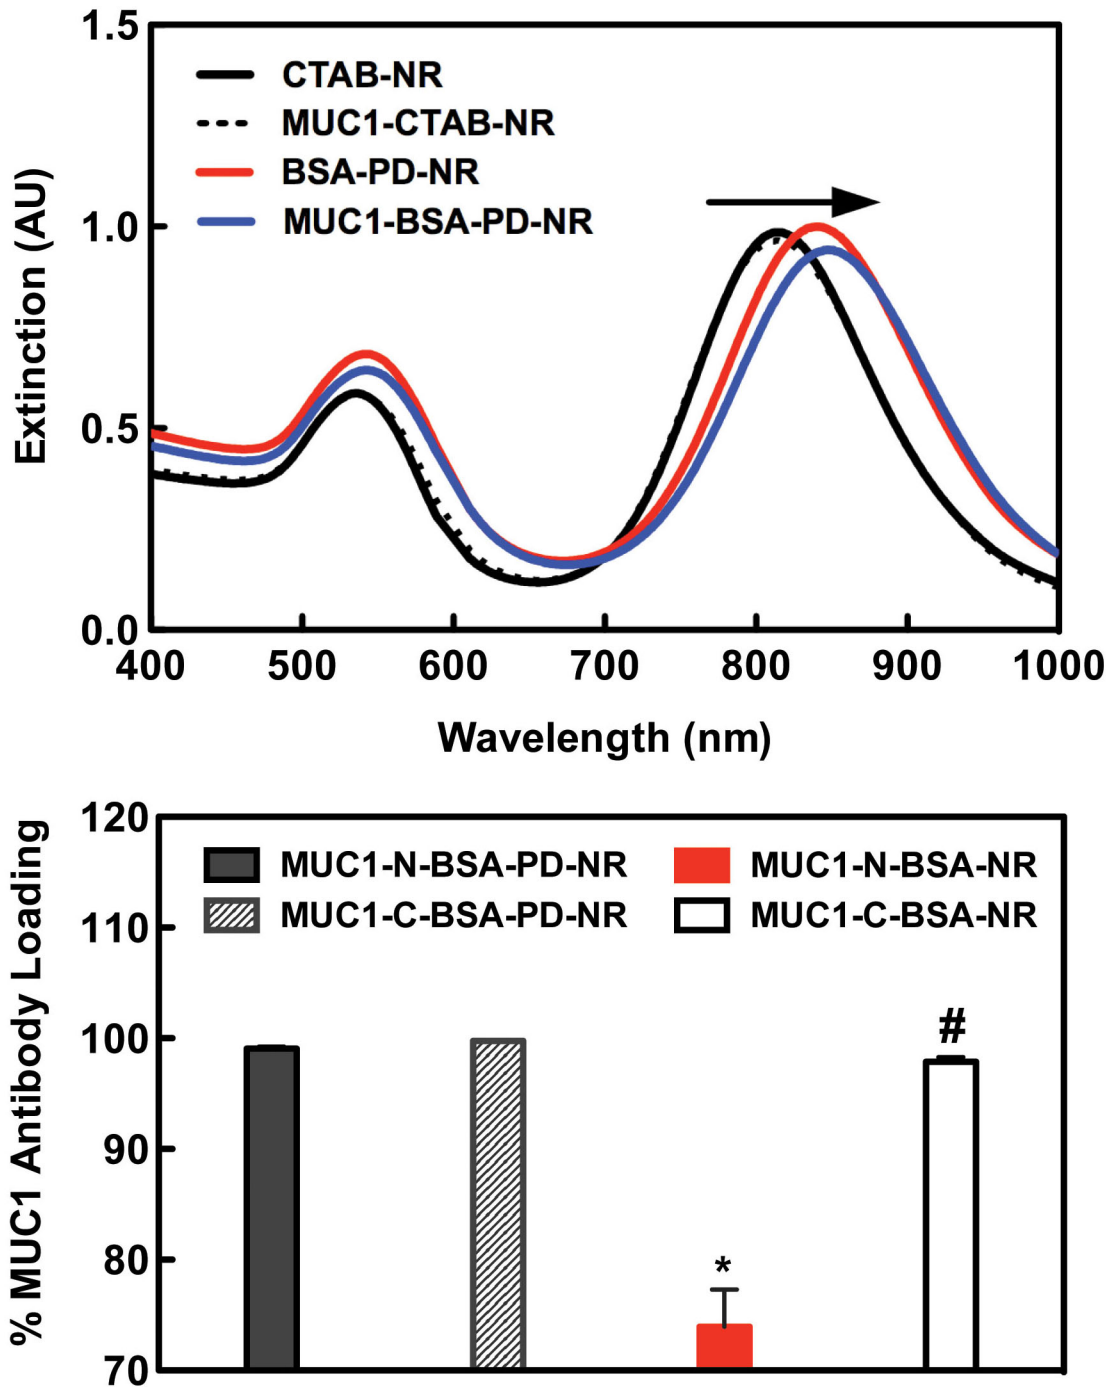 1.5
CTAB-NR
MUC1-CTAB-NR
BSA-PD-NR
MUC1-BSA-PD-NR
1.0
0.5
0.0
Extinction (AU)
400 500 600 700 800 900 1000
Wavelength (nm)
120
MUC1-N-BSA-PD-NR MUC1-N-BSA-NR
MUC1-C-BSA-PD-NR MUC1-C-BSA-NR
110
100
#
90
80
*
70
% MUC1 Antibody Loading